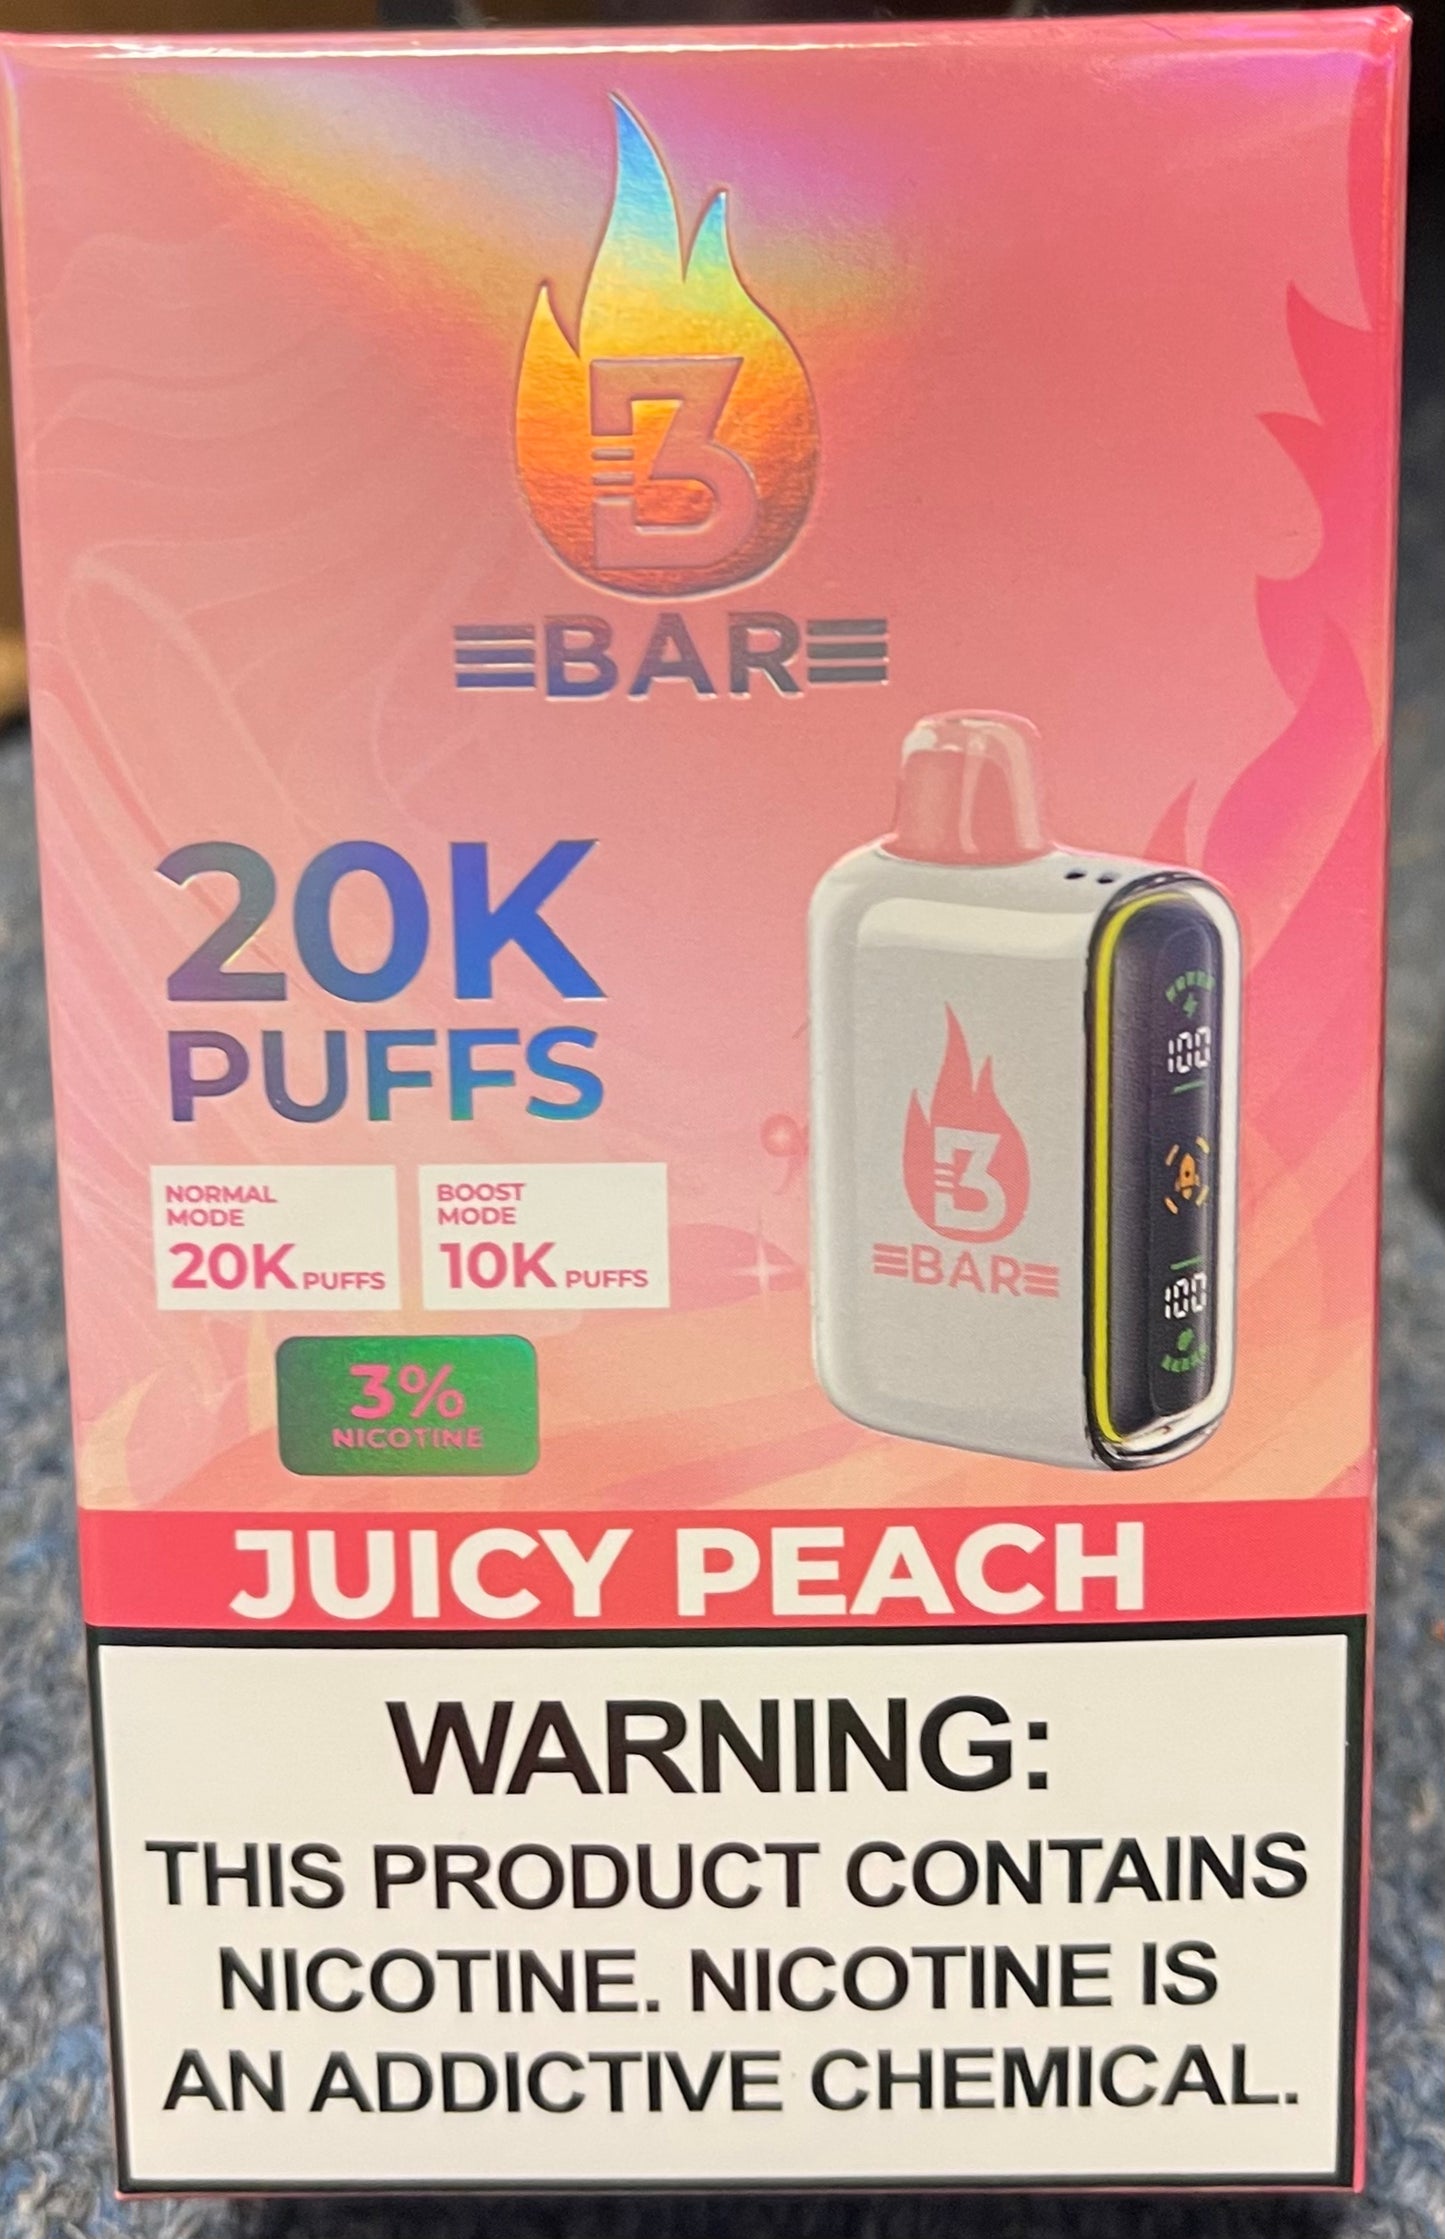 B
BAR
20K
PUFFS
NORMAL
MODE
20K PUFFS
BOOST
MODE
10K PUFFS
3%
NICOTINE
100
100
B
BAR
JUICY PEACH
WARNING:
THIS PRODUCT CONTAINS
NICOTINE. NICOTINE IS
AN ADDICTIVE CHEMICAL.